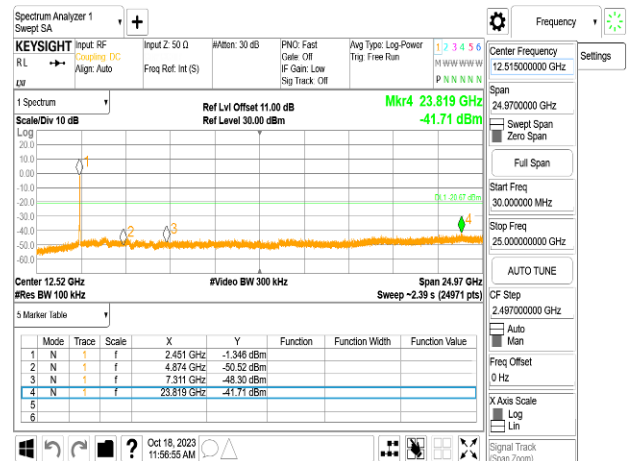 Spectrum Analyzer 1
Swept SA
Frequency
KEYSIGHT
RL
Input: RF
Coupling: DC
Align: Auto
Input Z: 50 Ω
Freq Ref: Int (S)
#Atten: 30 dB
PNO: Fast
Gate: Off
IF Gain: Low
Sig Track: Off
Avg Type: Log-Power
Trig: Free Run
1 2 3 4 5 6
M W W W W W
P N N N N N
Center Frequency
12.515000000 GHz
Settings
Span
24.9700000 GHz
Swept Span
Zero Span
Full Span
Start Freq
30.000000 MHz
Stop Freq
25.000000000 GHz
AUTO TUNE
CF Step
2.497000000 GHz
Auto
Man
Freq Offset
0 Hz
X Axis Scale
Log
Lin
Signal Track
(Span Zoom)
1 Spectrum
Scale/Div 10 dB
Ref Lvl Offset 11.00 dB
Ref Level 30.00 dBm
Mkr4 23.819 GHz
-41.71 dBm
Log
20.0
10.0
0.00
-10.0
-20.0
-30.0
-40.0
-50.0
-60.0
1
2
3
4
DL1 -20.67 dBm
Center 12.52 GHz
#Video BW 300 kHz
Span 24.97 GHz
#Res BW 100 kHz
Sweep ~2.39 s (24971 pts)
5 Marker Table
Mode Trace Scale X Y Function Function Width Function Value
1 N 1 f 2.451 GHz -1.346 dBm
2 N 1 f 4.874 GHz -50.52 dBm
3 N 1 f 7.311 GHz -48.30 dBm
4 N 1 f 23.819 GHz -41.71 dBm
5
6
?
Oct 18, 2023
11:56:55 AM